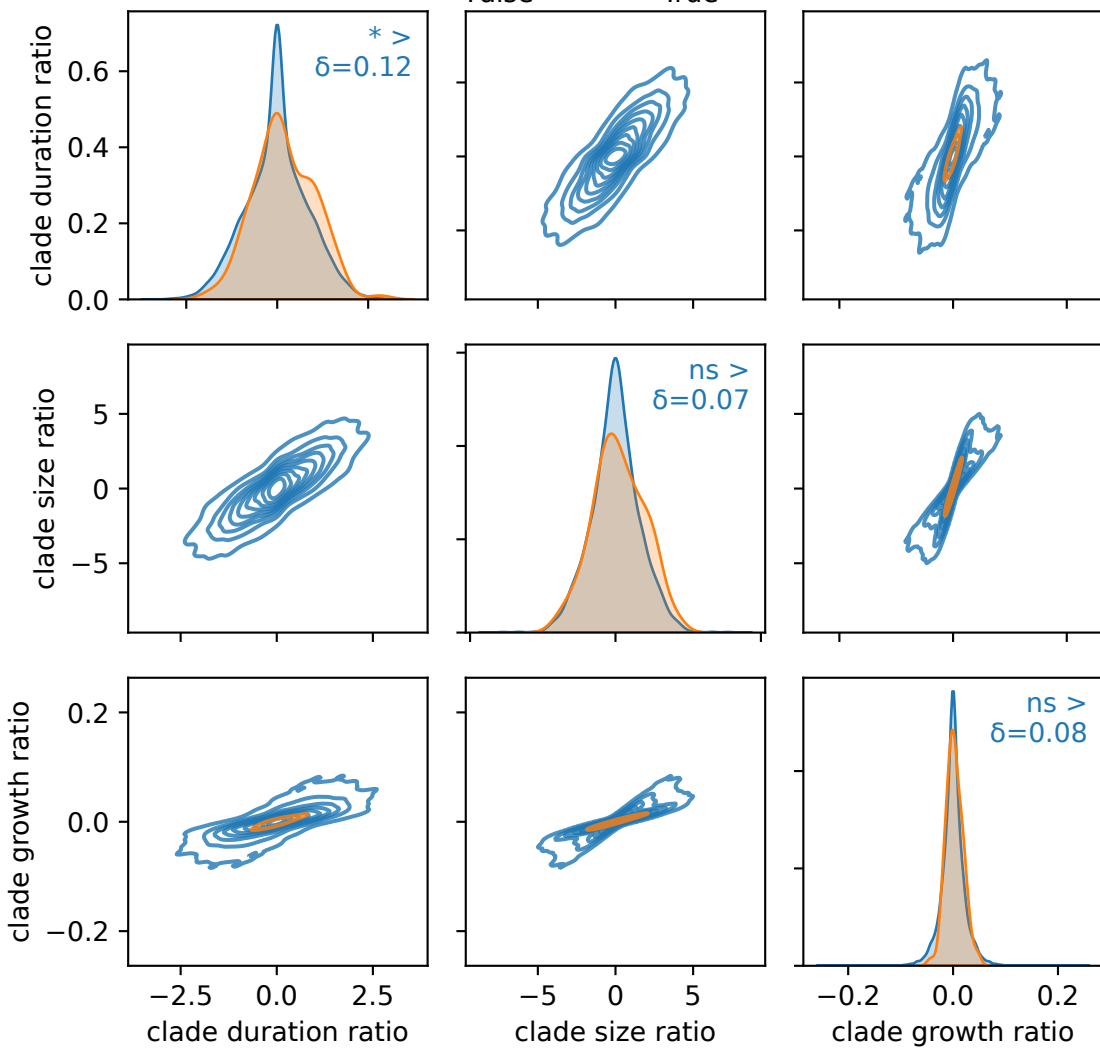 clade duration ratio
0.6
0.4
0.2
0.0
* >
δ=0.12
clade size ratio
5
0
−5
ns >
δ=0.07
clade growth ratio
0.2
0.0
−0.2
ns >
δ=0.08
−2.5 0.0 2.5
−5 0 5
−0.2 0.0 0.2
clade duration ratio
clade size ratio
clade growth ratio